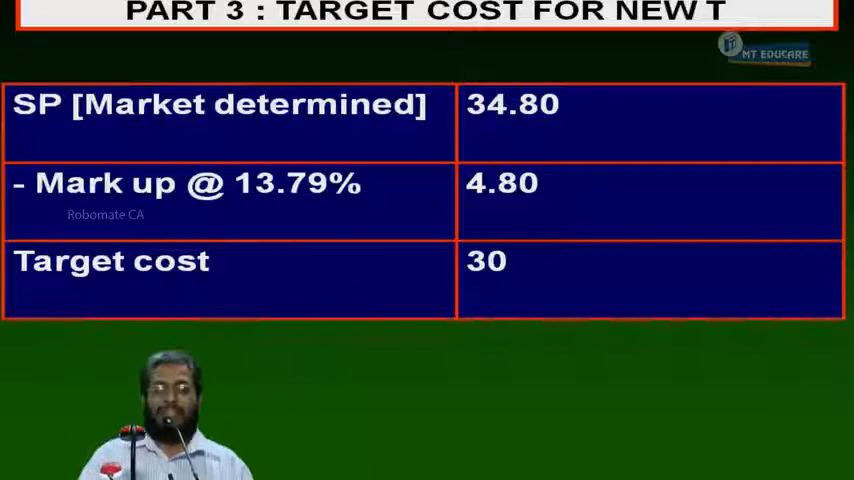 PART 3 : TARGET COST FOR NEW T
MT EDUCARE
SP [Market determined] 34.80
- Mark up @ 13.79% 4.80
Robomate CA
Target cost 30